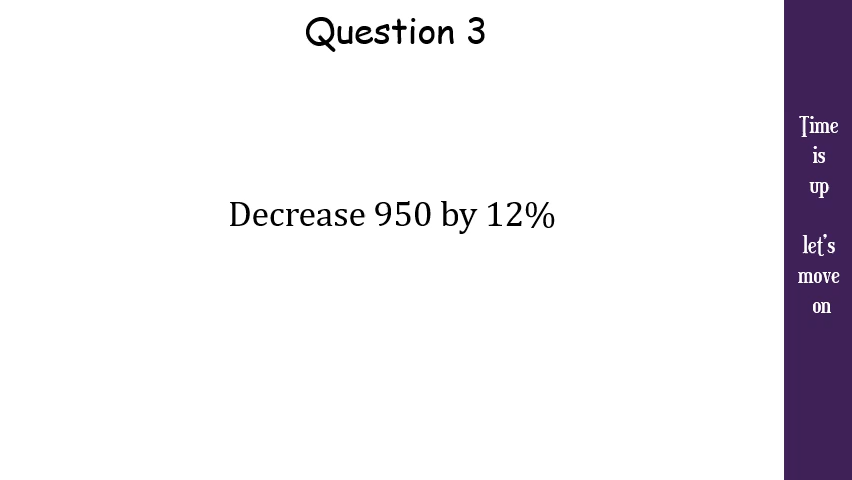 Question 3
Decrease 950 by 12%
Time
is
up
let's
move
on